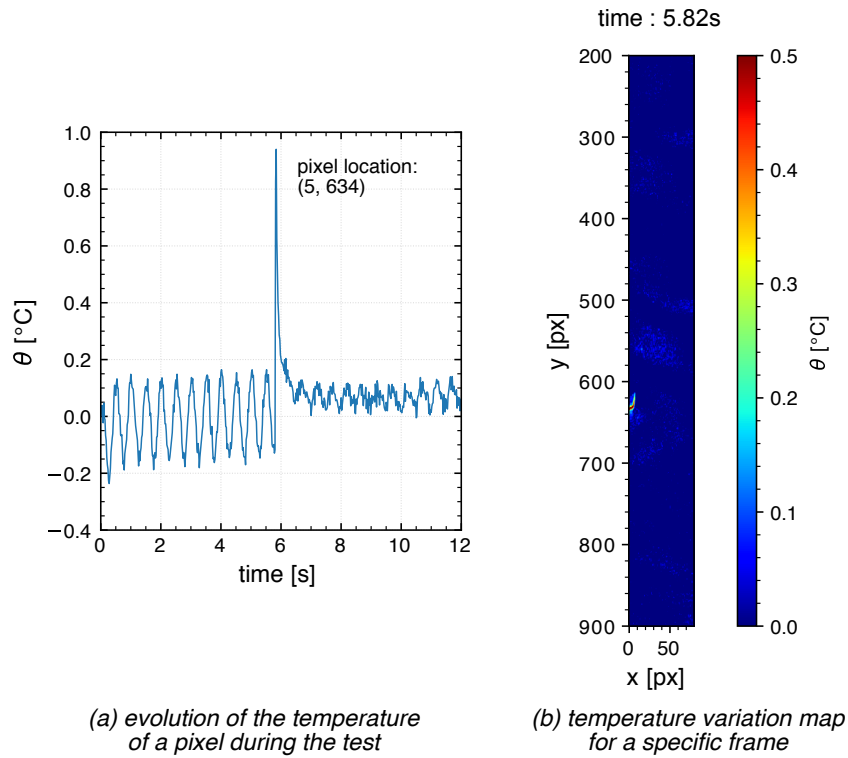 time : 5.82s
1.0
0.8
0.6
0.4
0.2
0.0
−0.2
−0.4
θ [°C]
pixel location:
(5, 634)
0 2 4 6 8 10 12
time [s]
200
300
400
500
600
700
800
900
y [px]
0 50
x [px]
0.5
0.4
0.3
0.2
0.1
0.0
θ [°C]
(a) evolution of the temperature
of a pixel during the test
(b) temperature variation map
for a specific frame